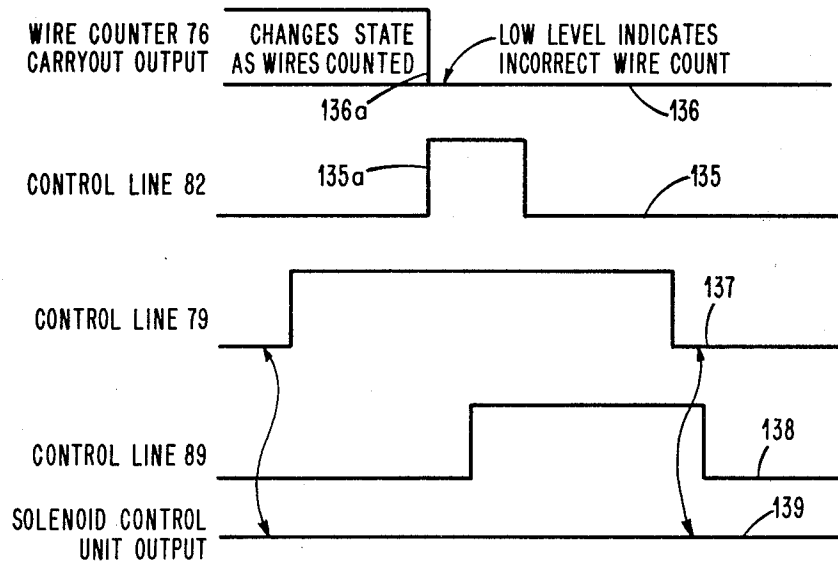 WIRE COUNTER 76
CARRYOUT OUTPUT
CHANGES STATE
AS WIRES COUNTED
LOW LEVEL INDICATES
INCORRECT WIRE COUNT
136a
136
CONTROL LINE 82
135a
135
CONTROL LINE 79
137
CONTROL LINE 89
138
SOLENOID CONTROL
UNIT OUTPUT
139